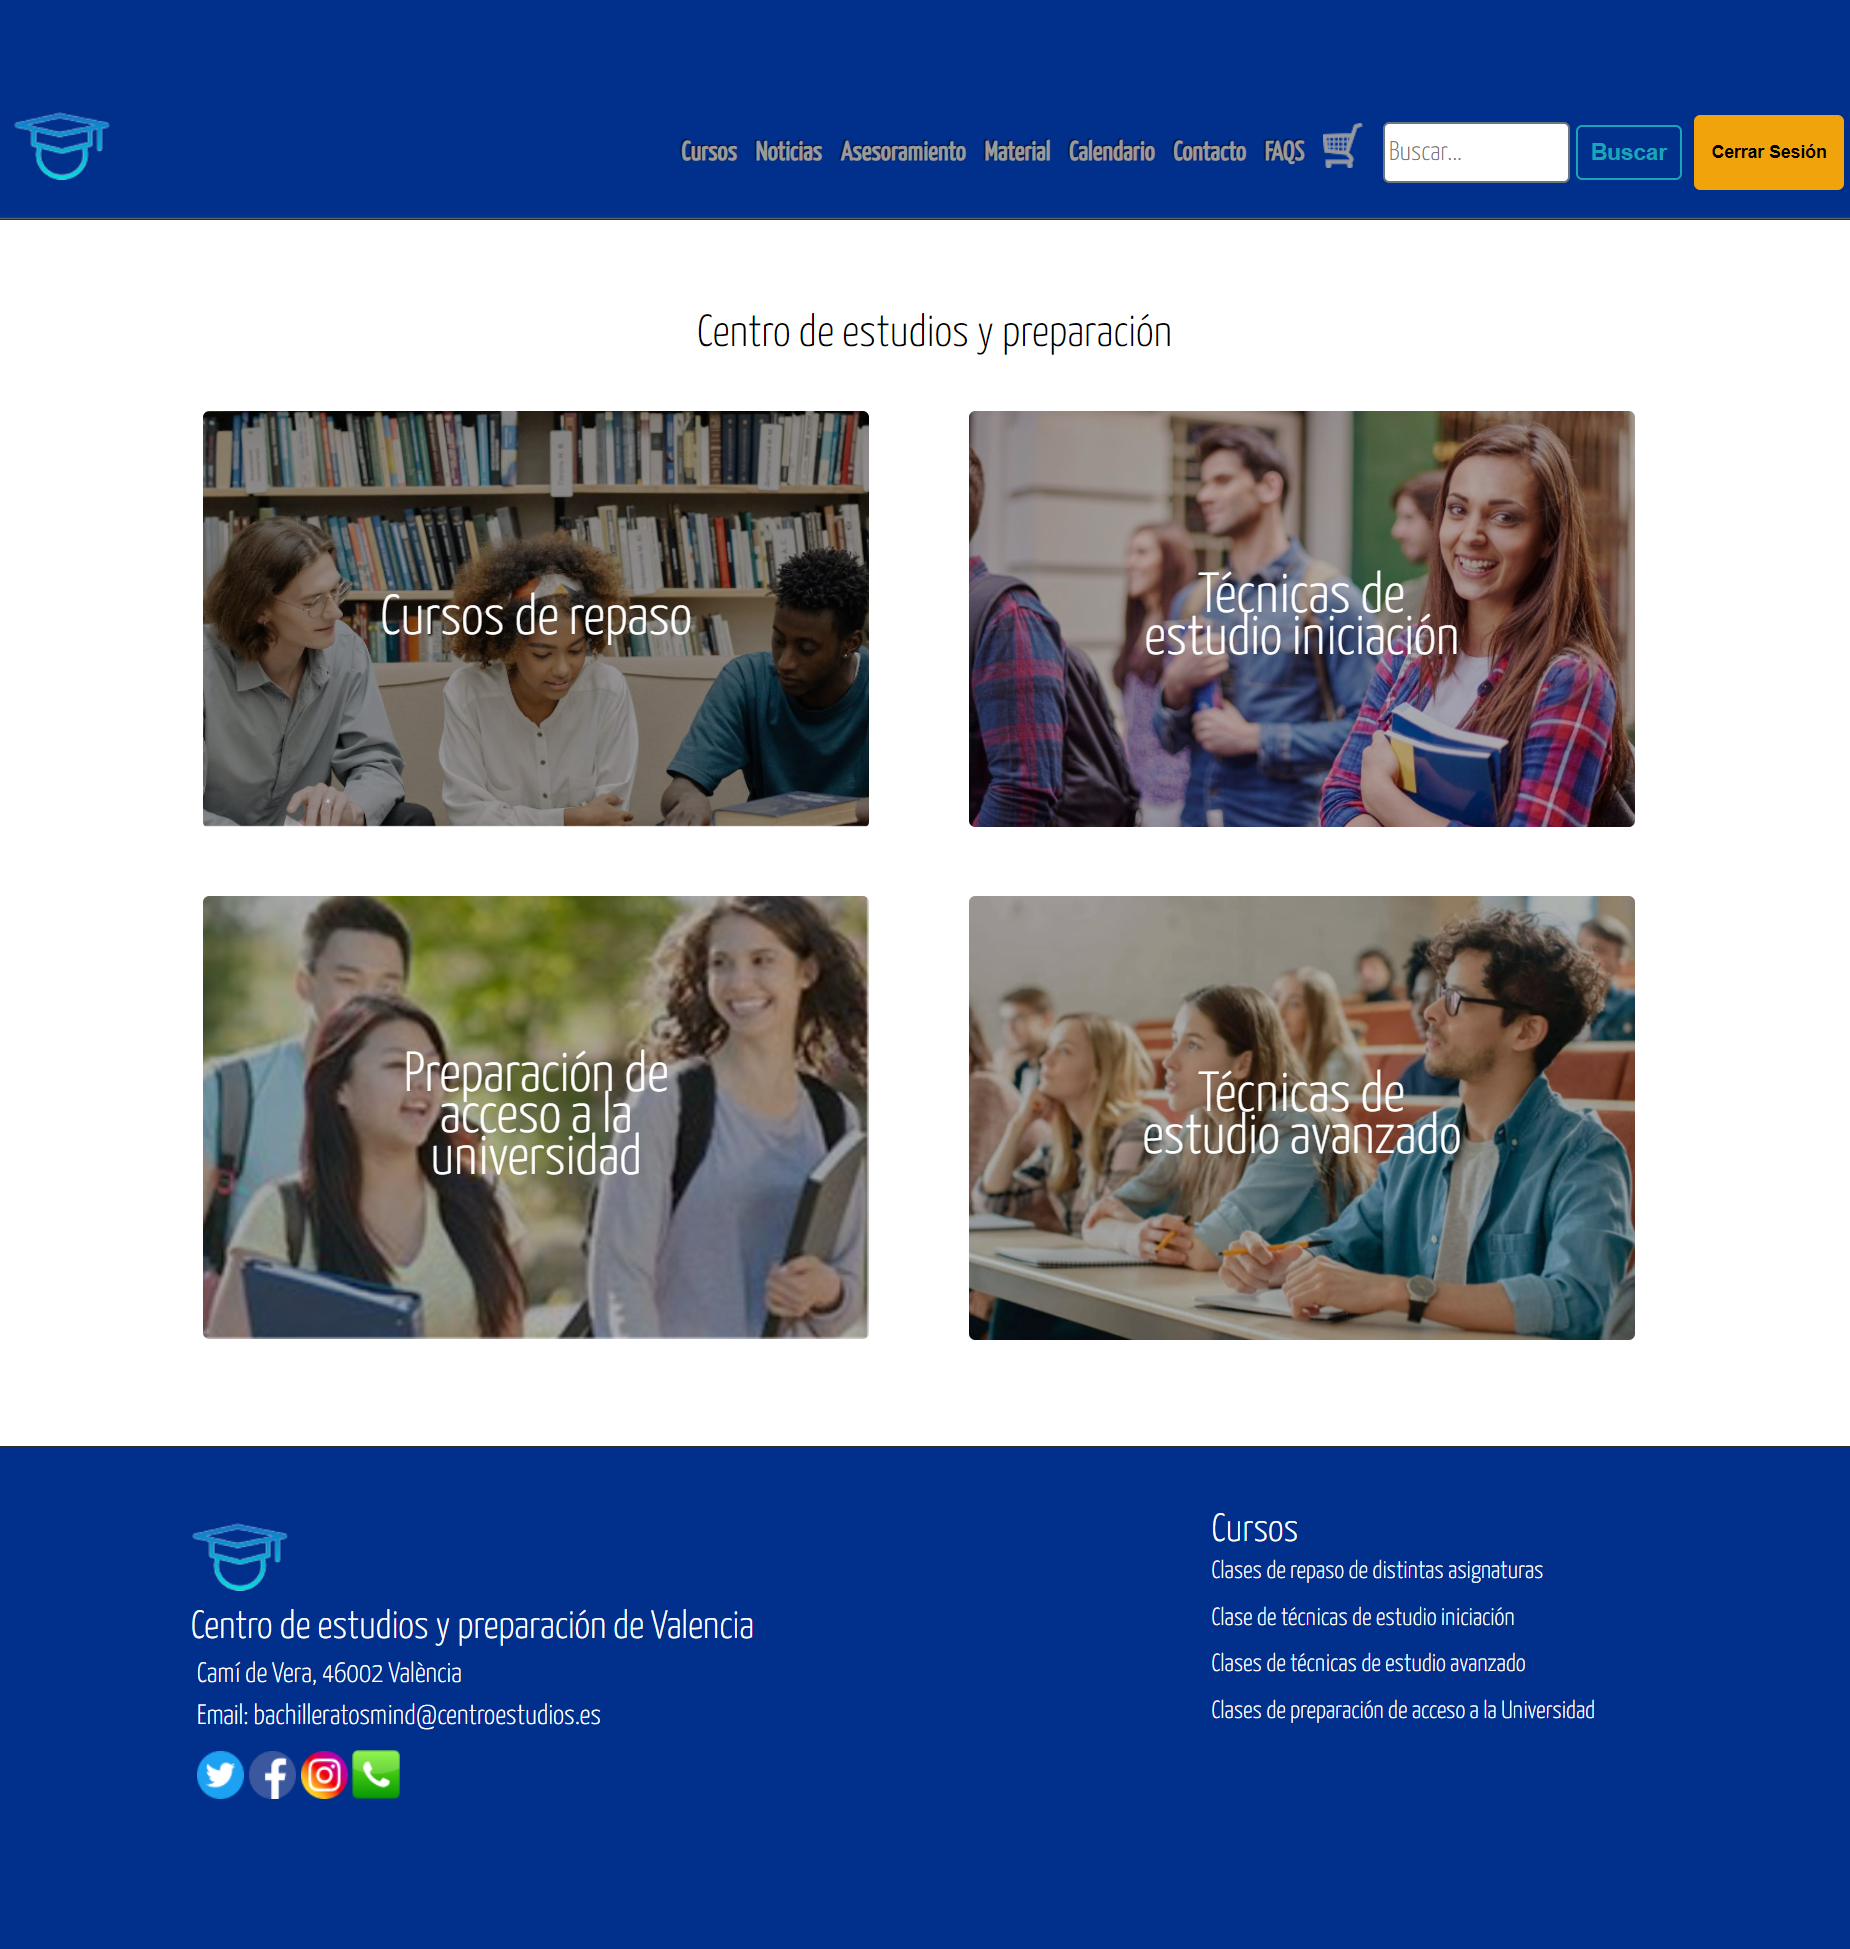 Cursos Noticias Asesoramiento Material Calendario Contacto FAQS Buscar... Buscar Cerrar Sesión
Centro de estudios y preparación
Cursos de repaso
Técnicas de
estudio iniciación
Preparación de
acceso a la
universidad
Técnicas de
estudio avanzado
Centro de estudios y preparación de Valencia
Camí de Vera, 46002 València
Email: bachilleratosmind@centroestudios.es
Cursos
Clases de repaso de distintas asignaturas
Clase de técnicas de estudio iniciación
Clases de técnicas de estudio avanzado
Clases de preparación de acceso a la Universidad